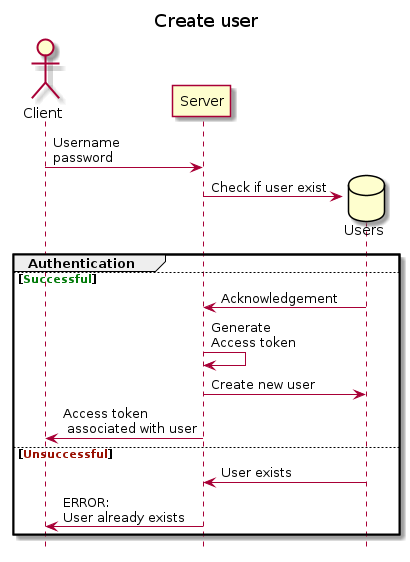 Create user
Client
Server
Username
password
Check if user exist
Users
Authentication
[Successful]
Acknowledgement
Generate
Access token
Create new user
Access token
associated with user
[Unsuccessful]
User exists
ERROR:
User already exists